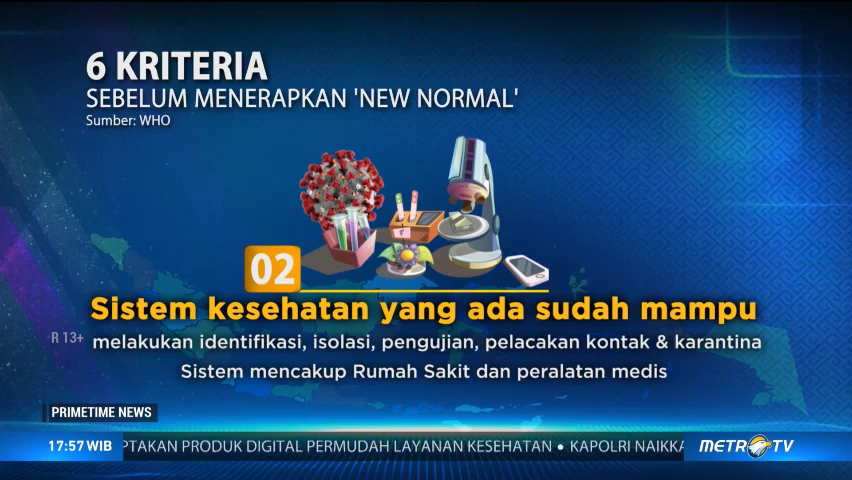 6 KRITERIA
SEBELUM MENERAPKAN 'NEW NORMAL'
Sumber: WHO
02
Sistem kesehatan yang ada sudah mampu
R 13+
melakukan identifikasi, isolasi, pengujian, pelacakan kontak & karantina
Sistem mencakup Rumah Sakit dan peralatan medis
PRIMETIME NEWS
17:57 WIB
PTAKAN PRODUK DIGITAL PERMUDAH LAYANAN KESEHATAN • KAPOLRI NAIKKA
METRO TV